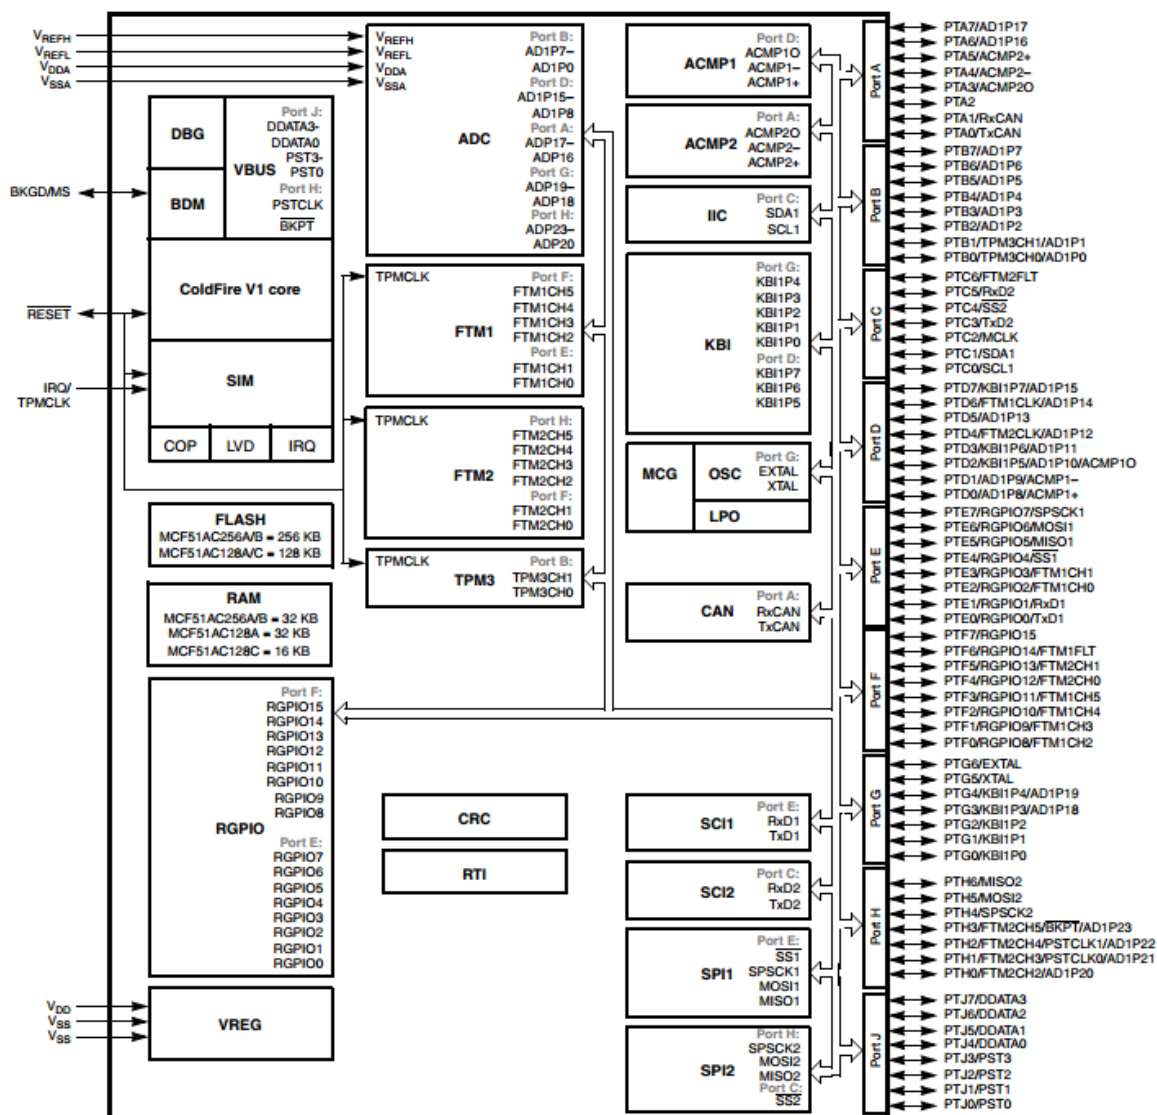 VREFH
VREFL
VDDA
VSSA
BKGD/MS
RESET
IRQ/
TPMCLK
VDD
VSS
VSS
DBG
BDM
VBUS
Port J:
DDATA3-
DDATA0
PST3-
PST0
Port H:
PSTCLK
BKPT
ColdFire V1 core
SIM
COP
LVD
IRQ
FLASH
MCF51AC256A/B = 256 KB
MCF51AC128A/C = 128 KB
RAM
MCF51AC256A/B = 32 KB
MCF51AC128A = 32 KB
MCF51AC128C = 16 KB
RGPIO
Port F:
RGPIO15
RGPIO14
RGPIO13
RGPIO12
RGPIO11
RGPIO10
RGPIO9
RGPIO8
Port E:
RGPIO7
RGPIO6
RGPIO5
RGPIO4
RGPIO3
RGPIO2
RGPIO1
RGPIO0
VREG
VREFH
VREFL
VDDA
VSSA
ADC
Port B:
AD1P7–
AD1P0
Port D:
AD1P15–
AD1P8
Port A:
ADP17–
ADP16
Port G:
ADP19–
ADP18
Port H:
ADP23–
ADP20
TPMCLK
FTM1
Port F:
FTM1CH5
FTM1CH4
FTM1CH3
FTM1CH2
Port E:
FTM1CH1
FTM1CH0
TPMCLK
FTM2
Port H:
FTM2CH5
FTM2CH4
FTM2CH3
FTM2CH2
Port F:
FTM2CH1
FTM2CH0
TPMCLK
TPM3
Port B:
TPM3CH1
TPM3CH0
CRC
RTI
ACMP1
Port D:
ACMP1O
ACMP1–
ACMP1+
ACMP2
Port A:
ACMP2O
ACMP2–
ACMP2+
IIC
Port C:
SDA1
SCL1
KBI
Port G:
KBI1P4
KBI1P3
KBI1P2
KBI1P1
KBI1P0
Port D:
KBI1P7
KBI1P6
KBI1P5
MCG
OSC
Port G:
EXTAL
XTAL
LPO
CAN
Port A:
RxCAN
TxCAN
SCI1
Port E:
RxD1
TxD1
SCI2
Port C:
RxD2
TxD2
SPI1
Port E:
SS1
SPSCK1
MOSI1
MISO1
SPI2
Port H:
SPSCK2
MOSI2
MISO2
Port C:
SS2
Port A
PTA7/AD1P17
PTA6/AD1P16
PTA5/ACMP2+
PTA4/ACMP2–
PTA3/ACMP2O
PTA2
PTA1/RxCAN
PTA0/TxCAN
Port B
PTB7/AD1P7
PTB6/AD1P6
PTB5/AD1P5
PTB4/AD1P4
PTB3/AD1P3
PTB2/AD1P2
PTB1/TPM3CH1/AD1P1
PTB0/TPM3CH0/AD1P0
Port C
PTC6/FTM2FLT
PTC5/RxD2
PTC4/SS2
PTC3/TxD2
PTC2/MCLK
PTC1/SDA1
PTC0/SCL1
Port D
PTD7/KBI1P7/AD1P15
PTD6/FTM1CLK/AD1P14
PTD5/AD1P13
PTD4/FTM2CLK/AD1P12
PTD3/KBI1P6/AD1P11
PTD2/KBI1P5/AD1P10/ACMP1O
PTD1/AD1P9/ACMP1–
PTD0/AD1P8/ACMP1+
Port E
PTE7/RGPIO7/SPSCK1
PTE6/RGPIO6/MOSI1
PTE5/RGPIO5/MISO1
PTE4/RGPIO4/SS1
PTE3/RGPIO3/FTM1CH1
PTE2/RGPIO2/FTM1CH0
PTE1/RGPIO1/RxD1
PTE0/RGPIO0/TxD1
Port F
PTF7/RGPIO15
PTF6/RGPIO14/FTM1FLT
PTF5/RGPIO13/FTM2CH1
PTF4/RGPIO12/FTM2CH0
PTF3/RGPIO11/FTM1CH5
PTF2/RGPIO10/FTM1CH4
PTF1/RGPIO9/FTM1CH3
PTF0/RGPIO8/FTM1CH2
Port G
PTG6/EXTAL
PTG5/XTAL
PTG4/KBI1P4/AD1P19
PTG3/KBI1P3/AD1P18
PTG2/KBI1P2
PTG1/KBI1P1
PTG0/KBI1P0
Port H
PTH6/MISO2
PTH5/MOSI2
PTH4/SPSCK2
PTH3/FTM2CH5/BKPT/AD1P23
PTH2/FTM2CH4/PSTCLK1/AD1P22
PTH1/FTM2CH3/PSTCLK0/AD1P21
PTH0/FTM2CH2/AD1P20
Port J
PTJ7/DDATA3
PTJ6/DDATA2
PTJ5/DDATA1
PTJ4/DDATA0
PTJ3/PST3
PTJ2/PST2
PTJ1/PST1
PTJ0/PST0